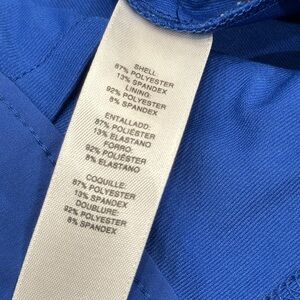 SHELL:
87% POLYESTER
13% SPANDEX
LINING:
92% POLYESTER
8% SPANDEX
ENTALLADO:
87% POLIÉSTER
13% ELASTANO
FORRO:
92% POLIÉSTER
8% ELASTANO
COQUILLE:
87% POLYESTER
13% SPANDEX
DOUBLURE:
92% POLYESTER
8% SPANDEX